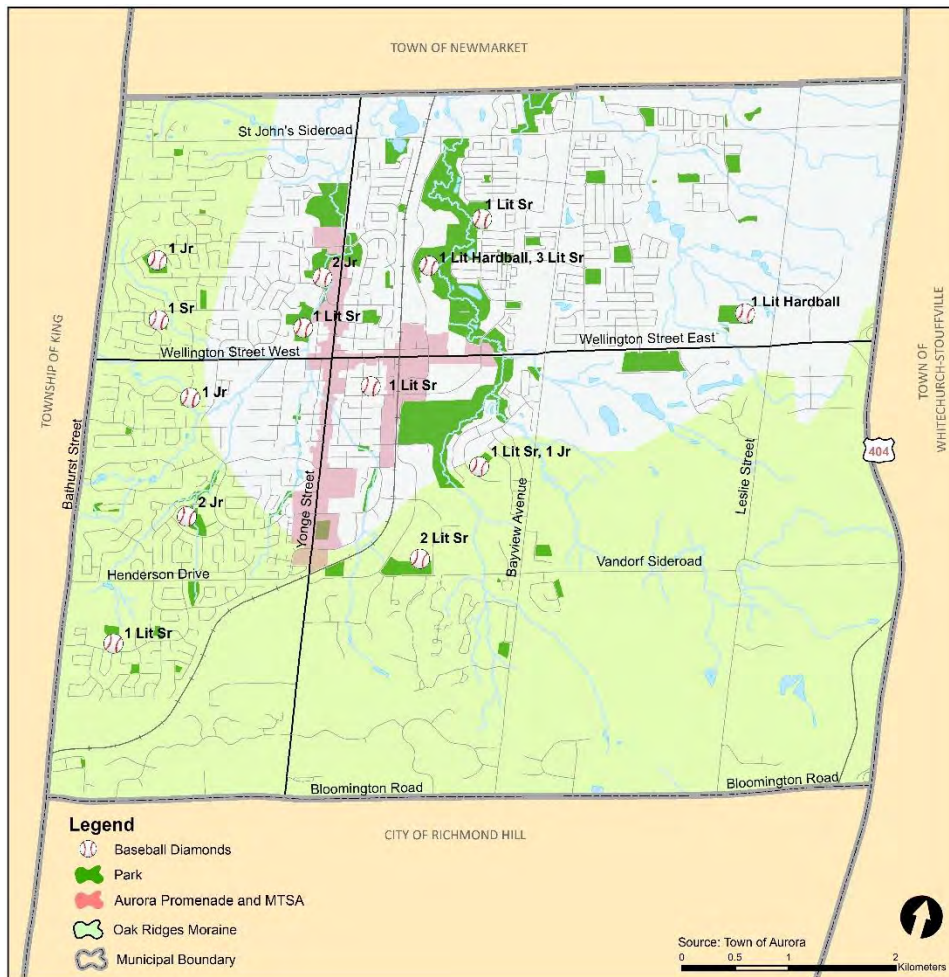 TOWN OF NEWMARKET
St John's Sideroad
1 Lit Sr
1 Jr
1 Lit Hardball, 3 Lit Sr
2 Jr
1 Lit Hardball
1 Sr
1 Lit Sr
Wellington Street East
Wellington Street West
TOWNSHIP OF KING
TOWN OF
WHITECHURCH-STOUFFVILLE
1 Lit Sr
1 Jr
1 Lit Sr, 1 Jr
404
Bathurst Street
Yonge Street
Bayview Avenue
Leslie Street
2 Jr
2 Lit Sr
Vandorf Sideroad
Henderson Drive
1 Lit Sr
Bloomington Road
Bloomington Road
CITY OF RICHMOND HILL
Legend
Baseball Diamonds
Park
Aurora Promenade and MTSA
Oak Ridges Moraine
Municipal Boundary
Source: Town of Aurora
0 0.5 1 2
Kilometers